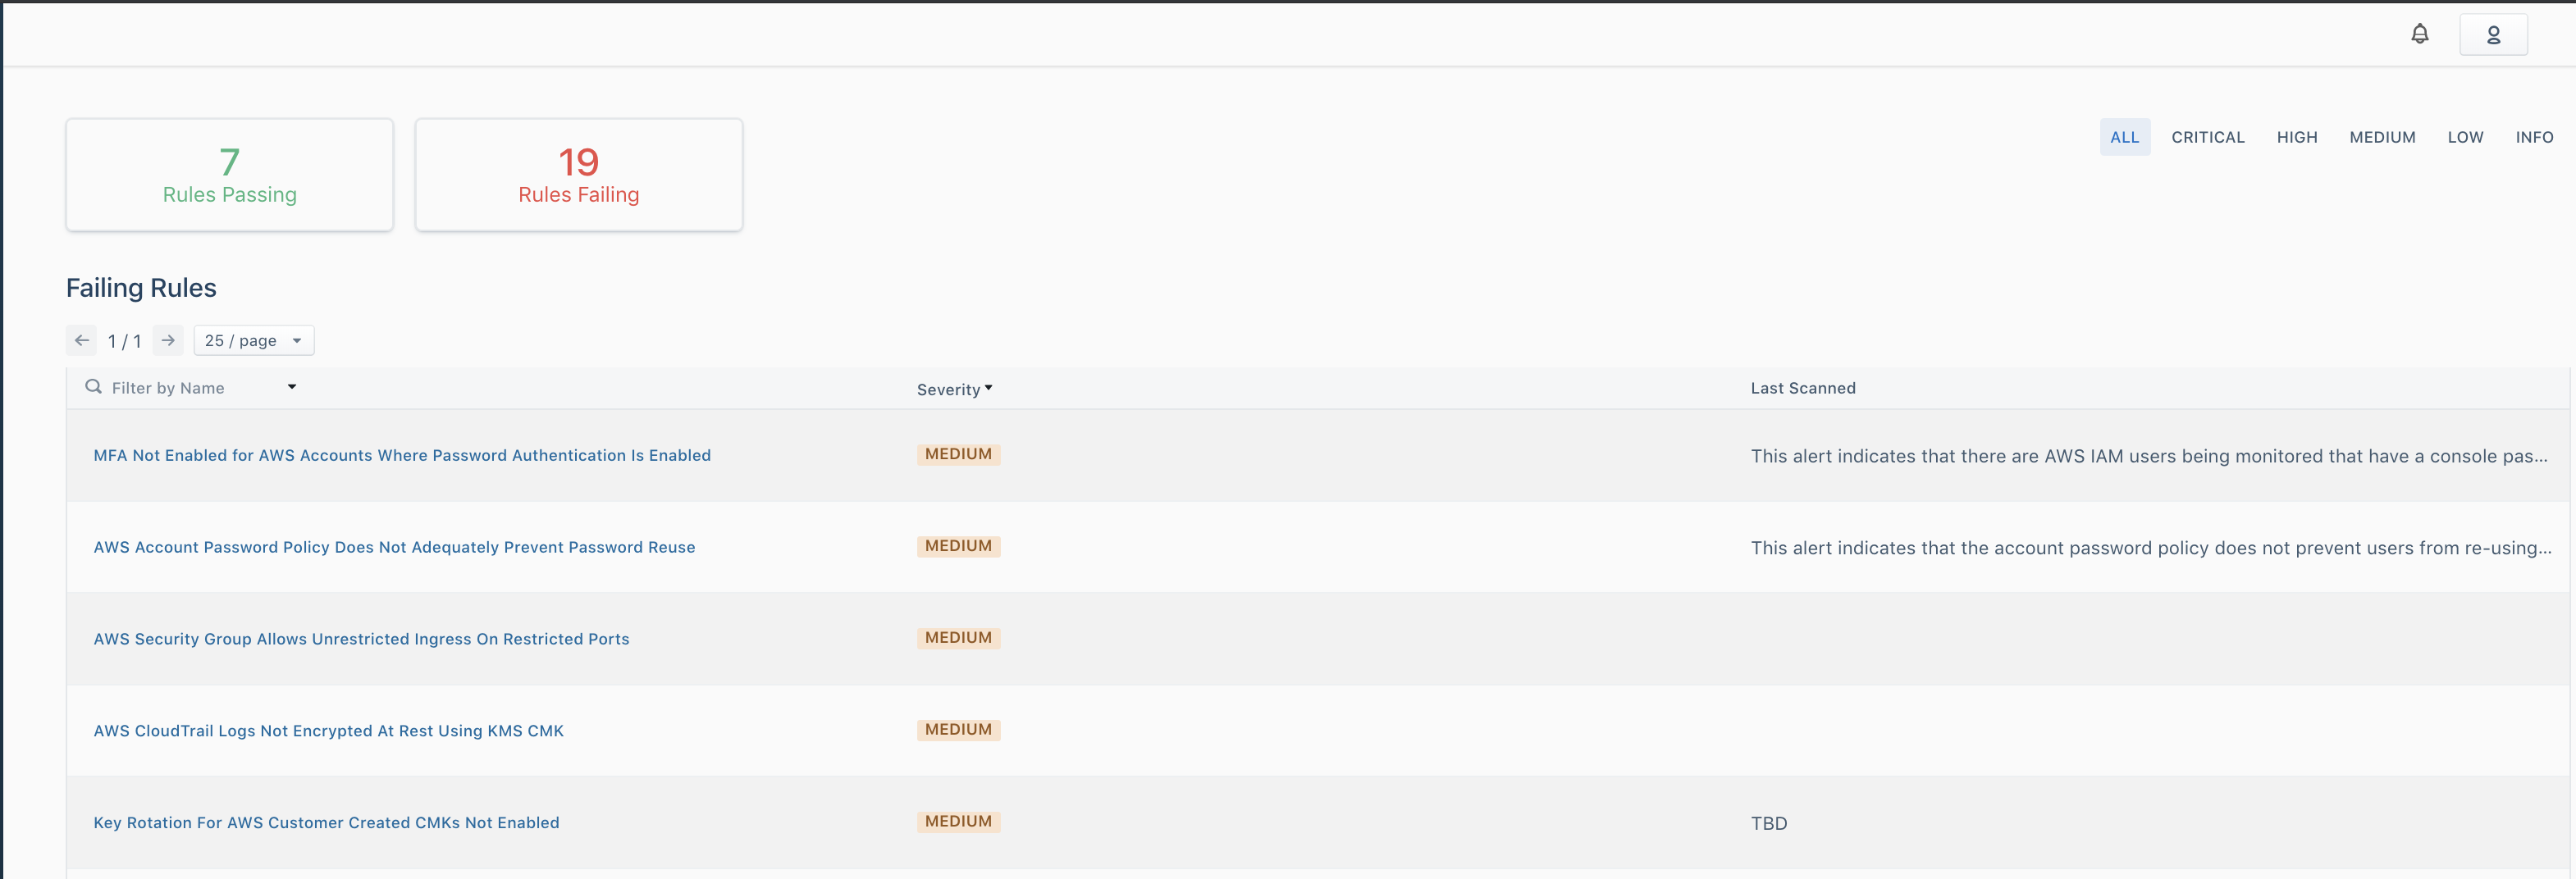 7
Rules Passing
19
Rules Failing
ALL CRITICAL HIGH MEDIUM LOW INFO
Failing Rules
1 / 1 25 / page
Filter by Name Severity Last Scanned
MFA Not Enabled for AWS Accounts Where Password Authentication Is Enabled MEDIUM This alert indicates that there are AWS IAM users being monitored that have a console pas...
AWS Account Password Policy Does Not Adequately Prevent Password Reuse MEDIUM This alert indicates that the account password policy does not prevent users from re-using...
AWS Security Group Allows Unrestricted Ingress On Restricted Ports MEDIUM
AWS CloudTrail Logs Not Encrypted At Rest Using KMS CMK MEDIUM
Key Rotation For AWS Customer Created CMKs Not Enabled MEDIUM TBD